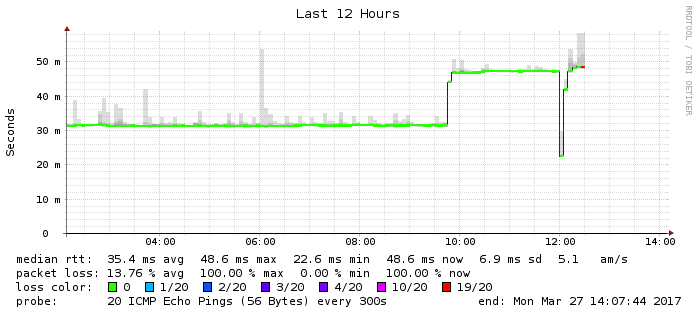 Last 12 Hours
RRDTOOL / TOBI OETIKER
Seconds
50 m
40 m
30 m
20 m
10 m
0
04:00 06:00 08:00 10:00 12:00 14:00
median rtt: 35.4 ms avg 48.6 ms max 22.6 ms min 48.6 ms now 6.9 ms sd 5.1 am/s
packet loss: 13.76 % avg 100.00 % max 0.00 % min 100.00 % now
loss color: 0 1/20 2/20 3/20 4/20 10/20 19/20
probe: 20 ICMP Echo Pings (56 Bytes) every 300s end: Mon Mar 27 14:07:44 2017